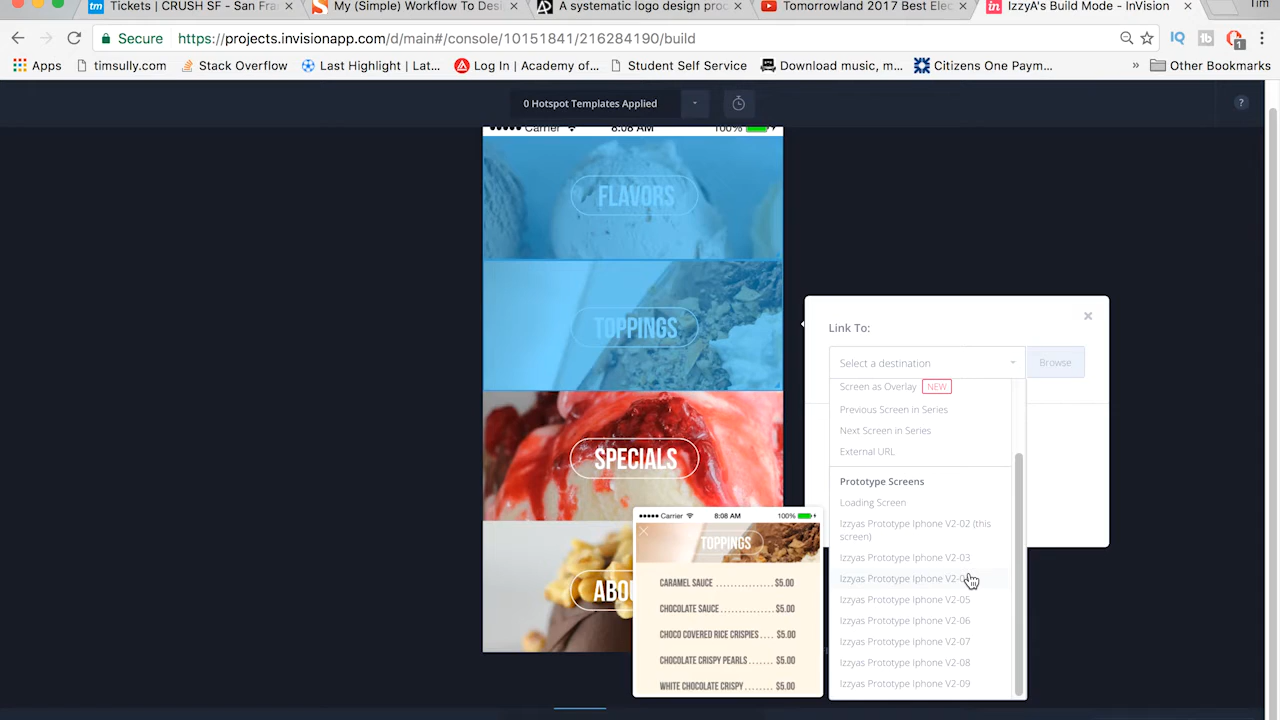 Tickets | CRUSH SF - San Fra
My (Simple) Workflow To Desi
A systematic logo design proc
Tomorrowland 2017 Best Elec
IzzyA's Build Mode - InVision
Tim
Secure
https://projects.invisionapp.com/d/main#/console/10151841/216284190/build
Apps
timsully.com
Stack Overflow
Last Highlight | Lat...
Log In | Academy of...
Student Self Service
Download music, m...
Citizens One Paym...
»
Other Bookmarks
0 Hotspot Templates Applied
?
Carrier
8:08 AM
100%
FLAVORS
TOPPINGS
SPECIALS
Link To:
Select a destination
Browse
Screen as Overlay NEW
Previous Screen in Series
Next Screen in Series
External URL
Prototype Screens
Loading Screen
Izzyas Prototype Iphone V2-02 (this
screen)
Izzyas Prototype Iphone V2-03
Izzyas Prototype Iphone
Izzyas Prototype Iphone V2-05
Izzyas Prototype Iphone V2-06
Izzyas Prototype Iphone V2-07
Izzyas Prototype Iphone V2-08
Izzyas Prototype Iphone V2-09
Carrier
8:08 AM
100%
TOPPINGS
CARAMEL SAUCE ................ $5.00
CHOCOLATE SAUCE .............. $5.00
CHOCO COVERED RICE CRISPIES .... $5.00
CHOCOLATE CRISPY PEARLS ....... $5.00
WHITE CHOCOLATE CRISPY ........ $5.00